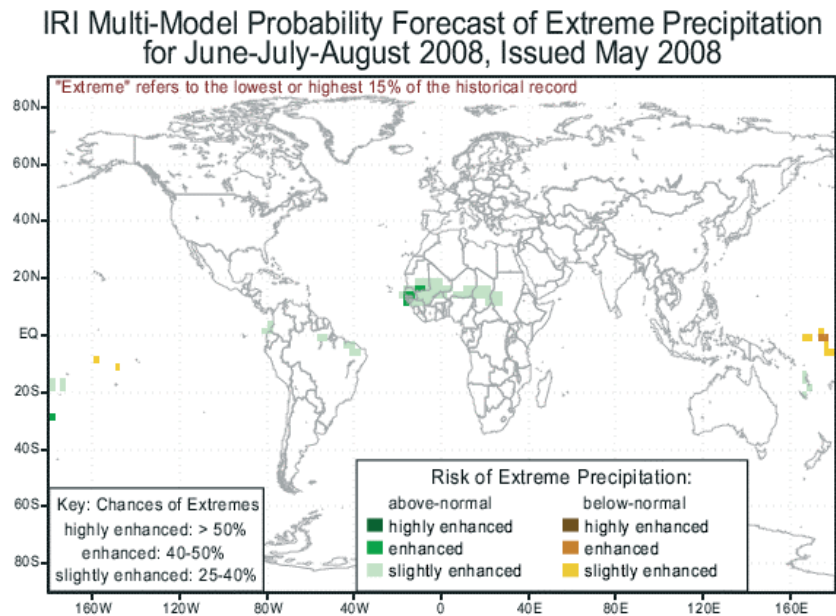 IRI Multi-Model Probability Forecast of Extreme Precipitation
for June-July-August 2008, Issued May 2008
"Extreme" refers to the lowest or highest 15% of the historical record
80N
60N
40N
20N
EQ
20S
40S
60S
80S
Key: Chances of Extremes
highly enhanced: > 50%
enhanced: 40-50%
slightly enhanced: 25-40%
Risk of Extreme Precipitation:
above-normal below-normal
highly enhanced highly enhanced
enhanced enhanced
slightly enhanced slightly enhanced
160W 120W 80W 40W 0 40E 80E 120E 160E